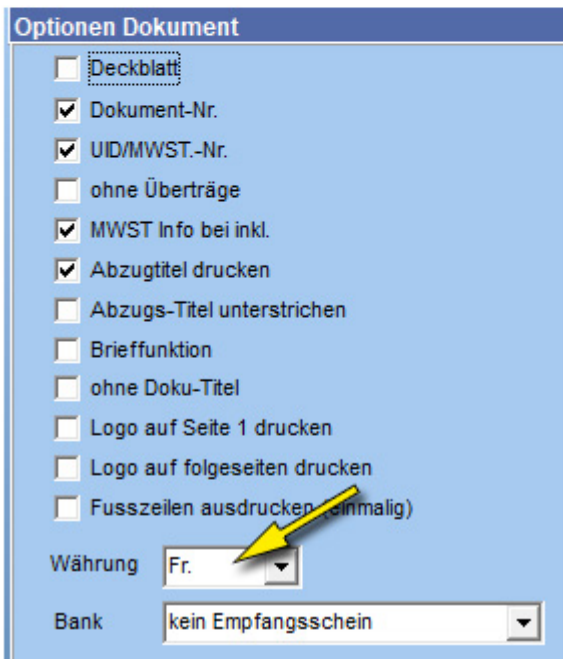 Optionen Dokument
Deckblatt
Dokument-Nr.
UID/MWST.-Nr.
ohne Überträge
MWST Info bei inkl.
Abzugtitel drucken
Abzugs-Titel unterstrichen
Brieffunktion
ohne Doku-Titel
Logo auf Seite 1 drucken
Logo auf folgeseiten drucken
Fusszeilen ausdrucken (einmalig)
Währung Fr.
Bank kein Empfangsschein